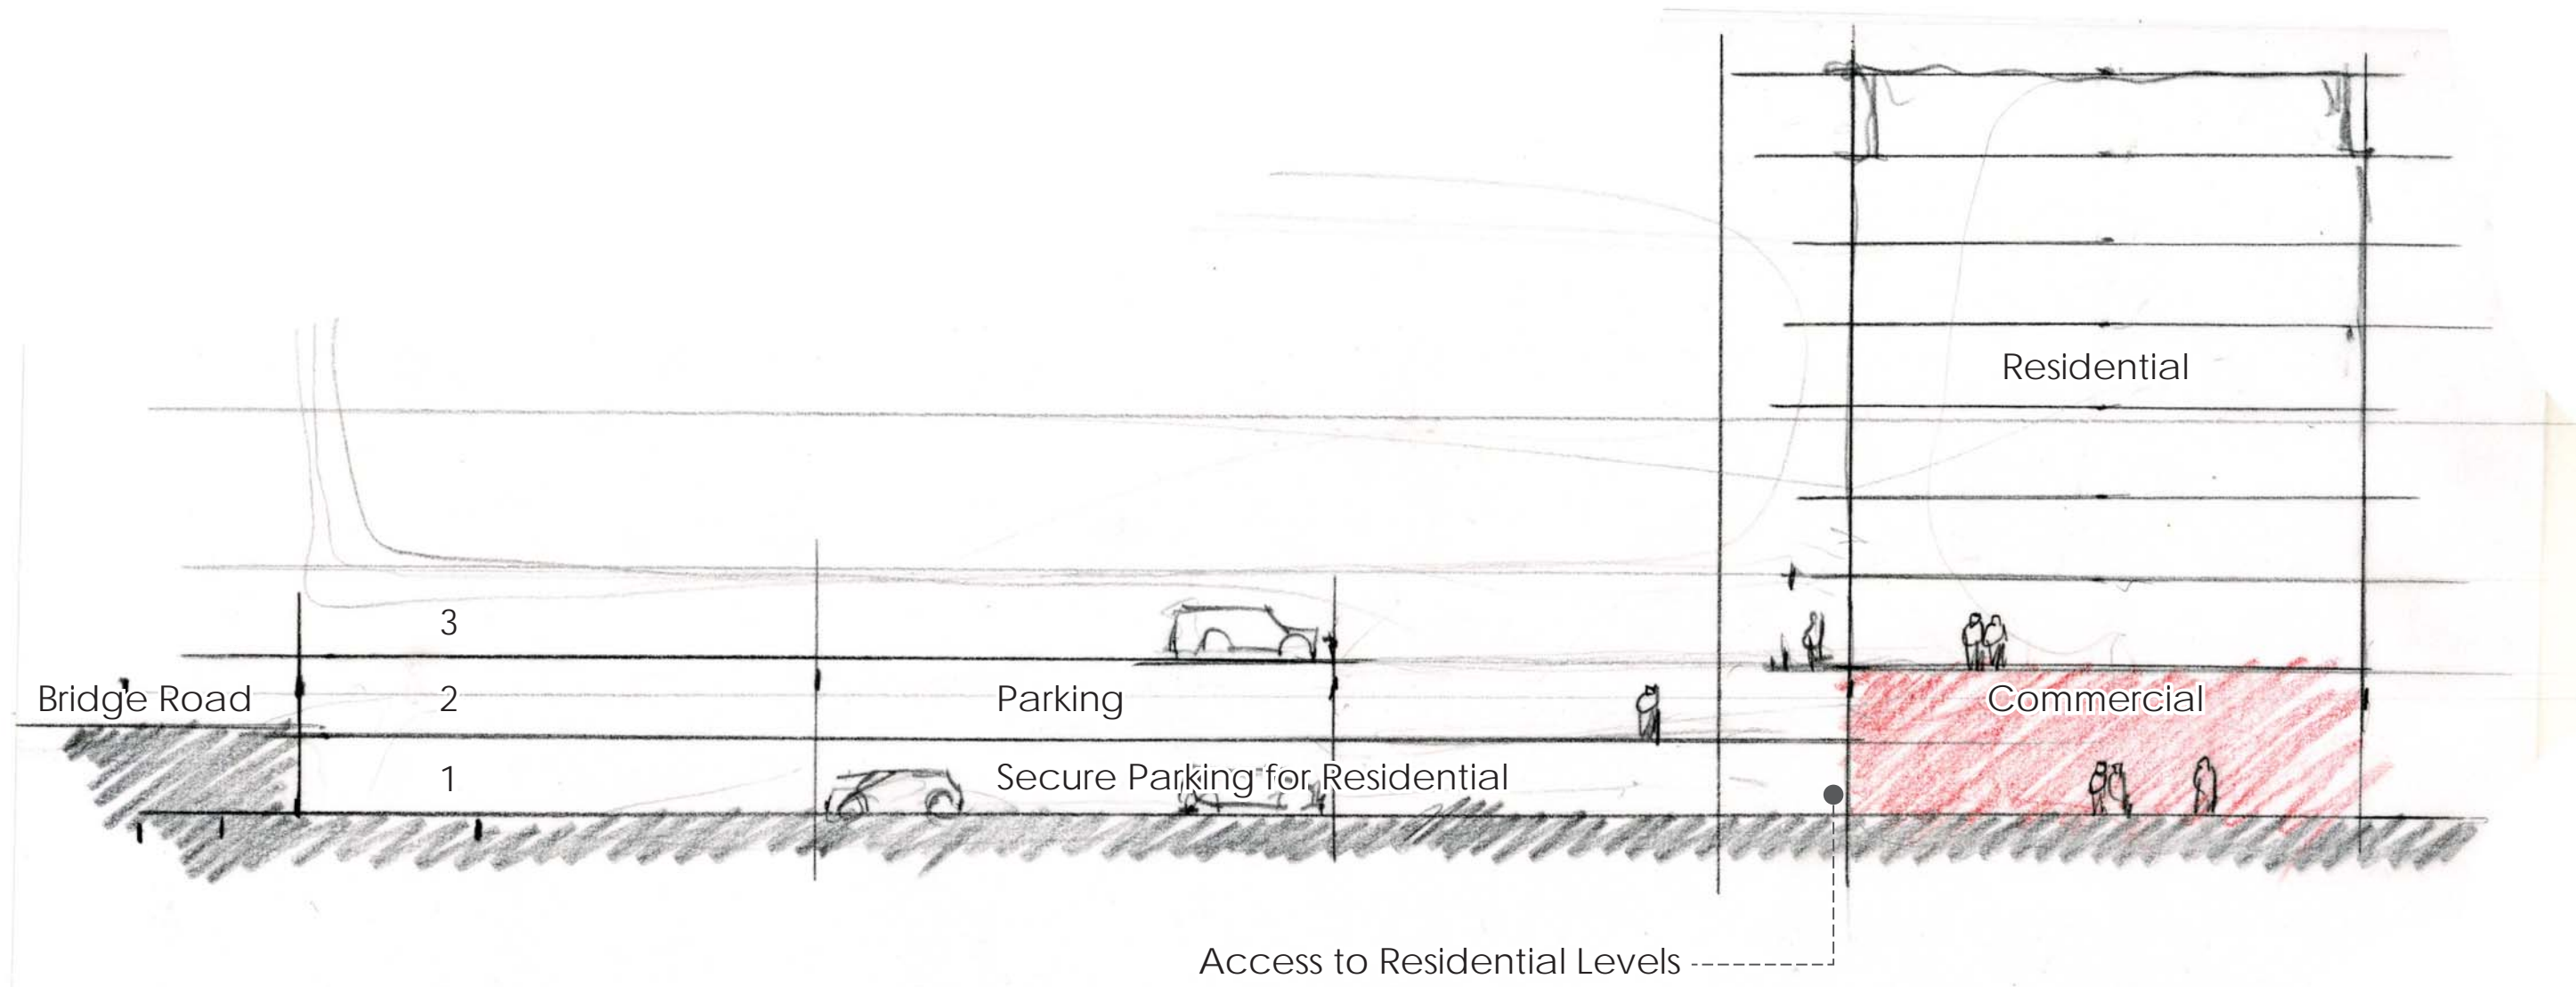 Residential
3
Bridge Road
2
Parking
Commercial
1
Secure Parking for Residential
Access to Residential Levels